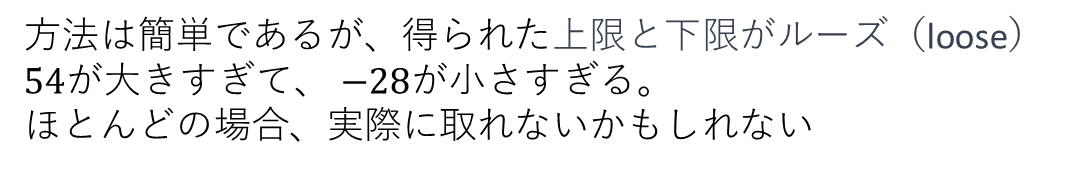 方法は簡単であるが、得られた上限と下限がルーズ（loose）
54が大きすぎて、 −28が小さすぎる。
ほとんどの場合、実際に取れないかもしれない